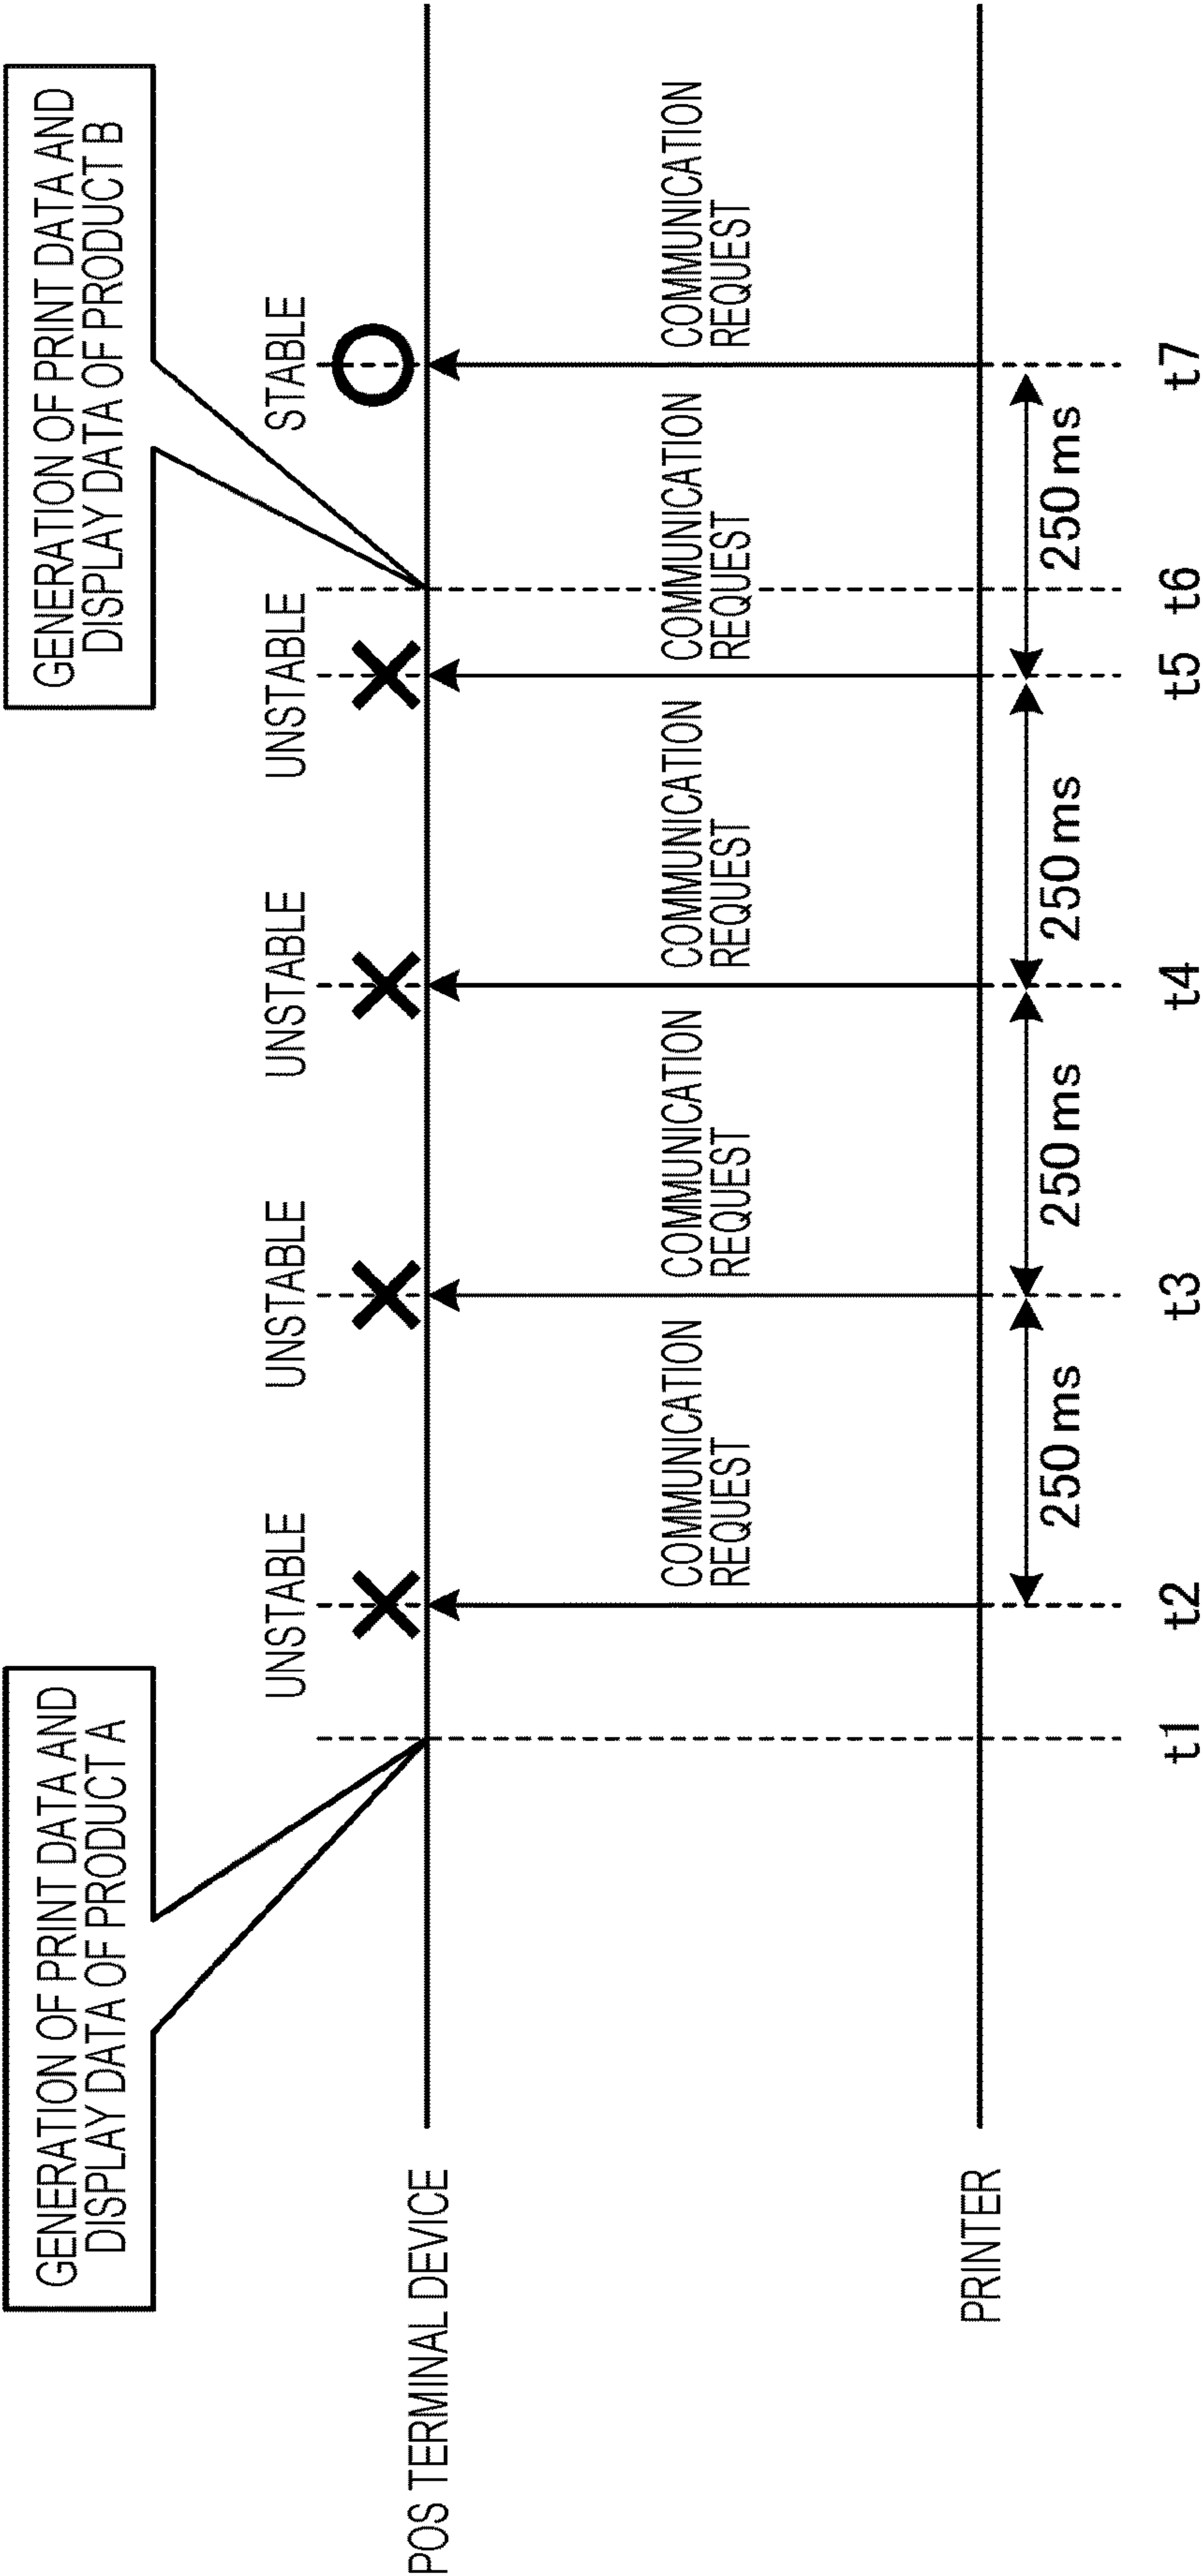 GENERATION OF PRINT DATA AND
DISPLAY DATA OF PRODUCT A
GENERATION OF PRINT DATA AND
DISPLAY DATA OF PRODUCT B
UNSTABLE
UNSTABLE
UNSTABLE
UNSTABLE
STABLE
POS TERMINAL DEVICE
COMMUNICATION
REQUEST
COMMUNICATION
REQUEST
COMMUNICATION
REQUEST
COMMUNICATION
REQUEST
COMMUNICATION
REQUEST
PRINTER
250 ms
250 ms
250 ms
250 ms
t1
t2
t3
t4
t5
t6
t7